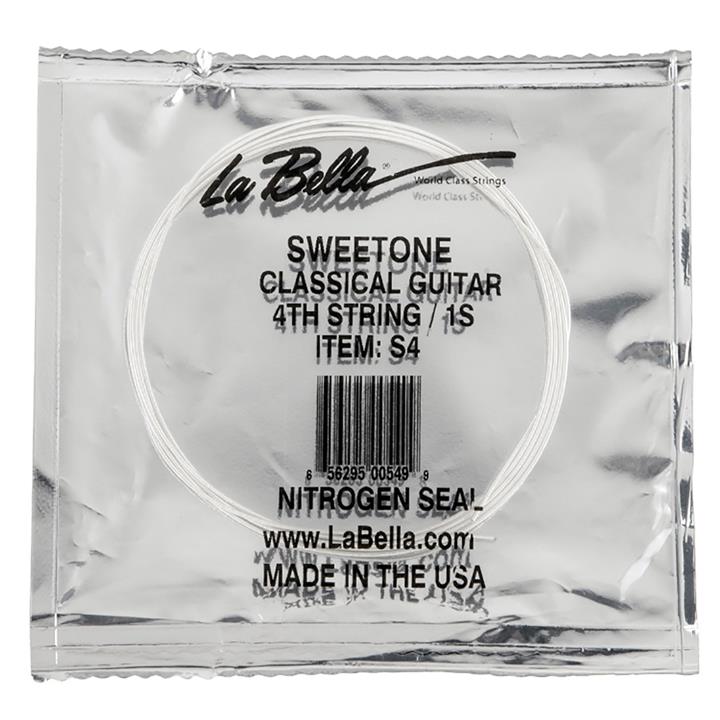 La Bella®
World Class Strings
SWEETONE
CLASSICAL GUITAR
4TH STRING / 1S
ITEM: S4
8 56295 00549 9
NITROGEN SEAL
www.LaBella.com
MADE IN THE USA